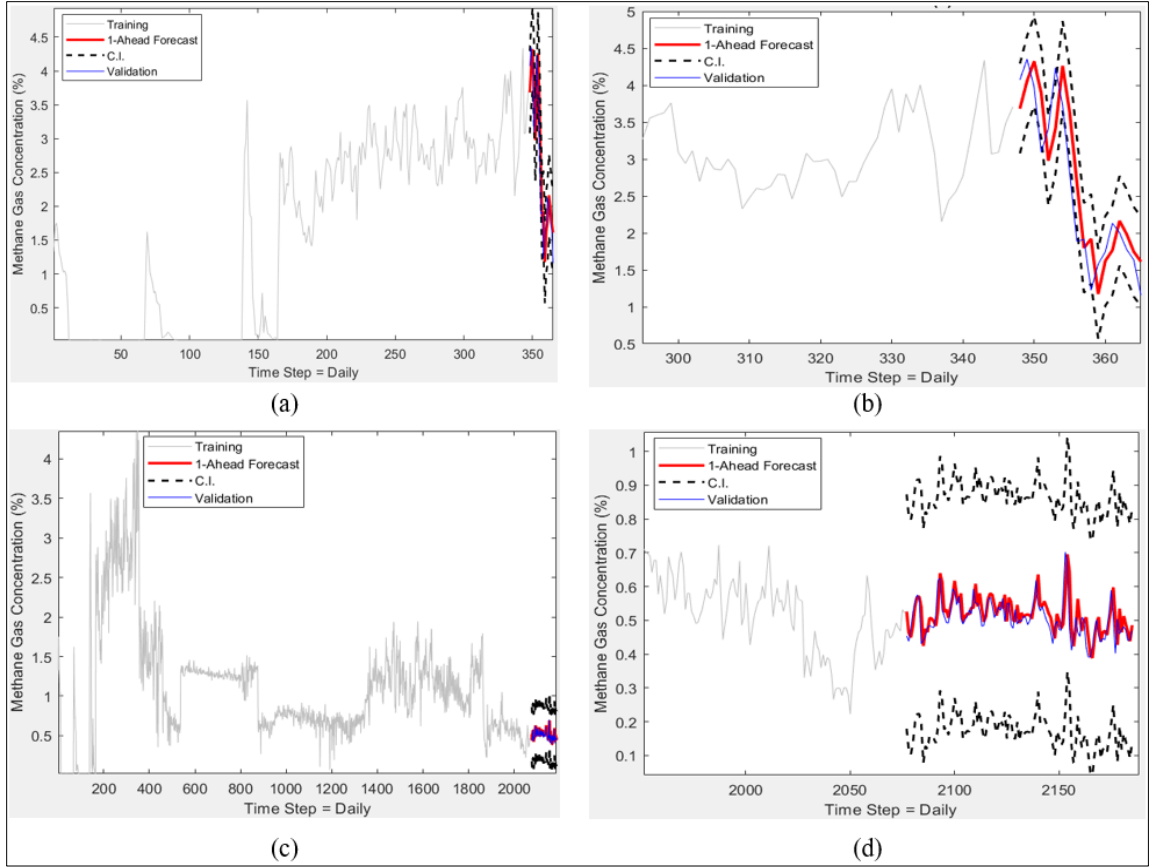 Training
1-Ahead Forecast
C.I.
Validation
4.5
4
3.5
3
2.5
2
1.5
1
0.5
50 100 150 200 250 300 350
Methane Gas Concentration (%)
Time Step = Daily
(a)
Training
1-Ahead Forecast
C.I.
Validation
5
4.5
4
3.5
3
2.5
2
1.5
1
0.5
300 310 320 330 340 350 360
Methane Gas Concentration (%)
Time Step = Daily
(b)
Training
1-Ahead Forecast
C.I.
Validation
4
3.5
3
2.5
2
1.5
1
0.5
200 400 600 800 1000 1200 1400 1600 1800 2000
Methane Gas Concentration (%)
Time Step = Daily
(c)
Training
1-Ahead Forecast
C.I.
Validation
1
0.9
0.8
0.7
0.6
0.5
0.4
0.3
0.2
0.1
2000 2050 2100 2150
Methane Gas Concentration (%)
Time Step = Daily
(d)